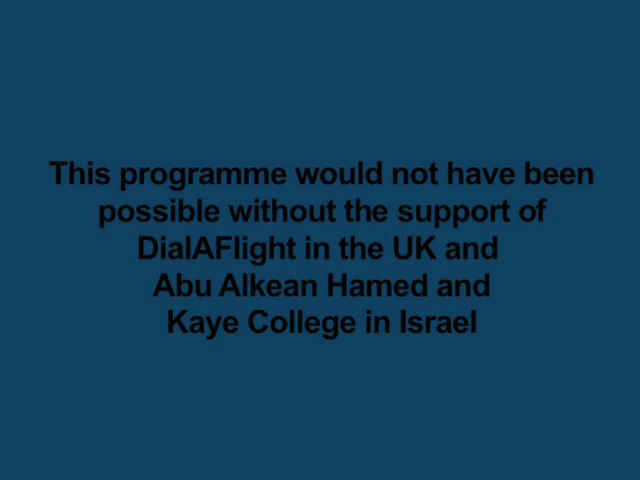 This programme would not have been
possible without the support of
DialAFlight in the UK and
Abu Alkean Hamed and
Kaye College in Israel